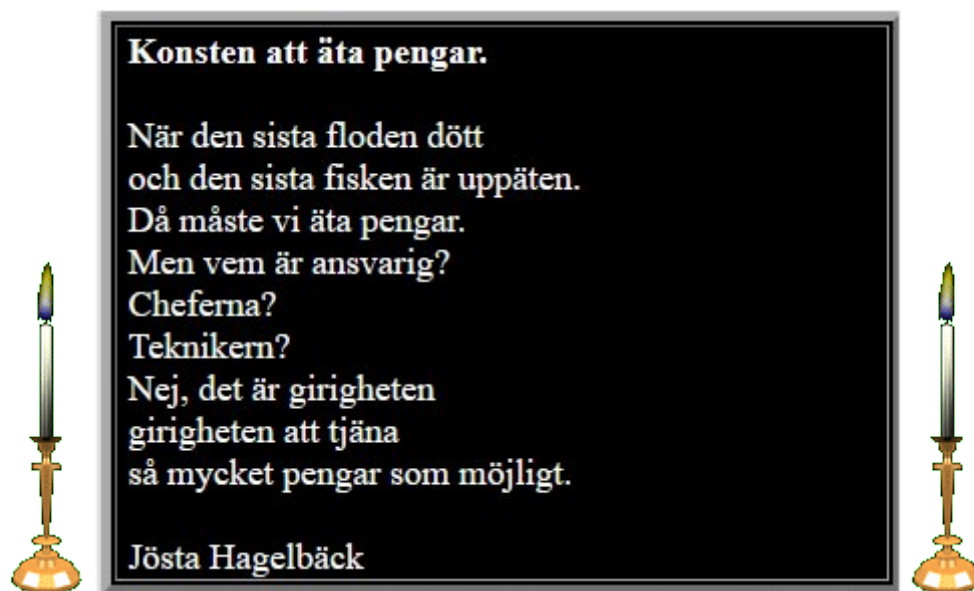 Konsten att äta pengar.
När den sista floden dött
och den sista fisken är uppäten.
Då måste vi äta pengar.
Men vem är ansvarig?
Cheferna?
Teknikern?
Nej, det är girigheten
girigheten att tjäna
så mycket pengar som möjligt.
Jösta Hagelbäck